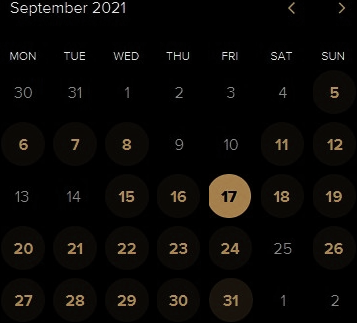 September 2021
MON TUE WED THU FRI SAT SUN
30 31 1 2 3 4 5
6 7 8 9 10 11 12
13 14 15 16 17 18 19
20 21 22 23 24 25 26
27 28 29 30 31 1 2